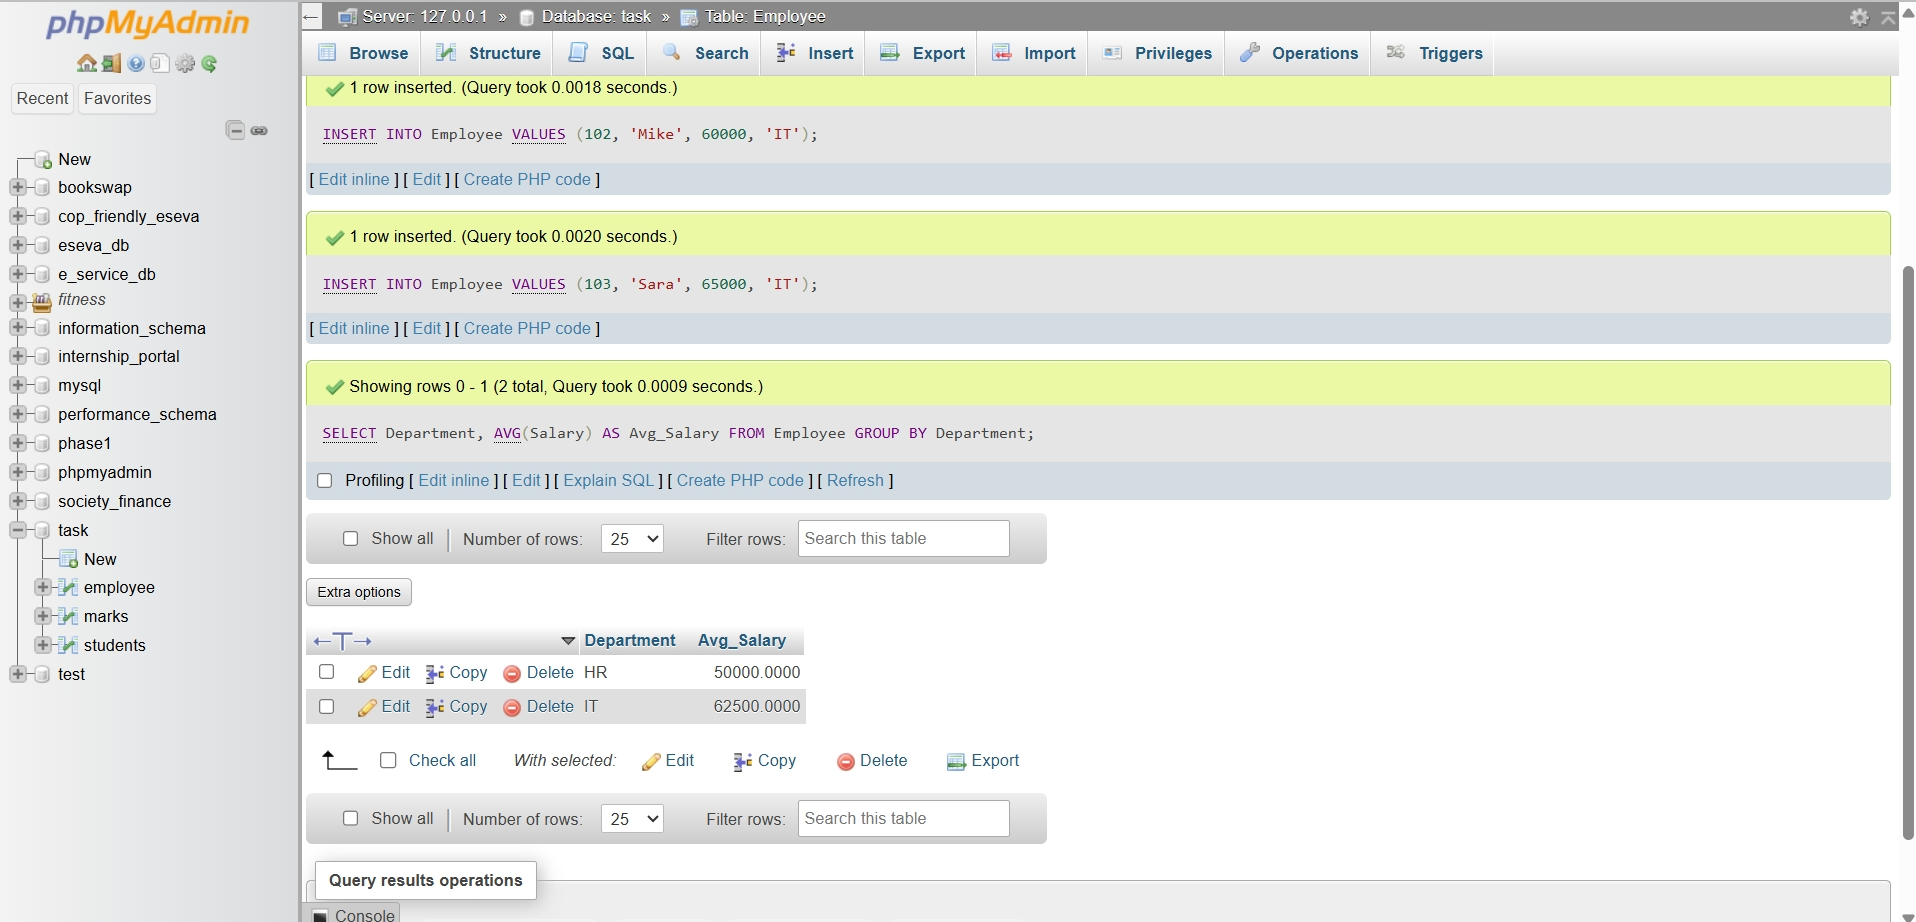 phpMyAdmin
Recent Favorites
New
bookswap
cop_friendly_eseva
eseva_db
e_service_db
fitness
information_schema
internship_portal
mysql
performance_schema
phase1
phpmyadmin
society_finance
task
New
employee
marks
students
test
Server: 127.0.0.1 » Database: task » Table: Employee
Browse Structure SQL Search Insert Export Import Privileges Operations Triggers
1 row inserted. (Query took 0.0018 seconds.)
INSERT INTO Employee VALUES (102, 'Mike', 60000, 'IT');
[ Edit inline ] [ Edit ] [ Create PHP code ]
1 row inserted. (Query took 0.0020 seconds.)
INSERT INTO Employee VALUES (103, 'Sara', 65000, 'IT');
[ Edit inline ] [ Edit ] [ Create PHP code ]
Showing rows 0 - 1 (2 total, Query took 0.0009 seconds.)
SELECT Department, AVG(Salary) AS Avg_Salary FROM Employee GROUP BY Department;
Profiling [ Edit inline ] [ Edit ] [ Explain SQL ] [ Create PHP code ] [ Refresh ]
Show all | Number of rows: 25 Filter rows: Search this table
Extra options
←T→ Department Avg_Salary
Edit Copy Delete HR 50000.0000
Edit Copy Delete IT 62500.0000
Check all With selected: Edit Copy Delete Export
Show all | Number of rows: 25 Filter rows: Search this table
Query results operations
Console